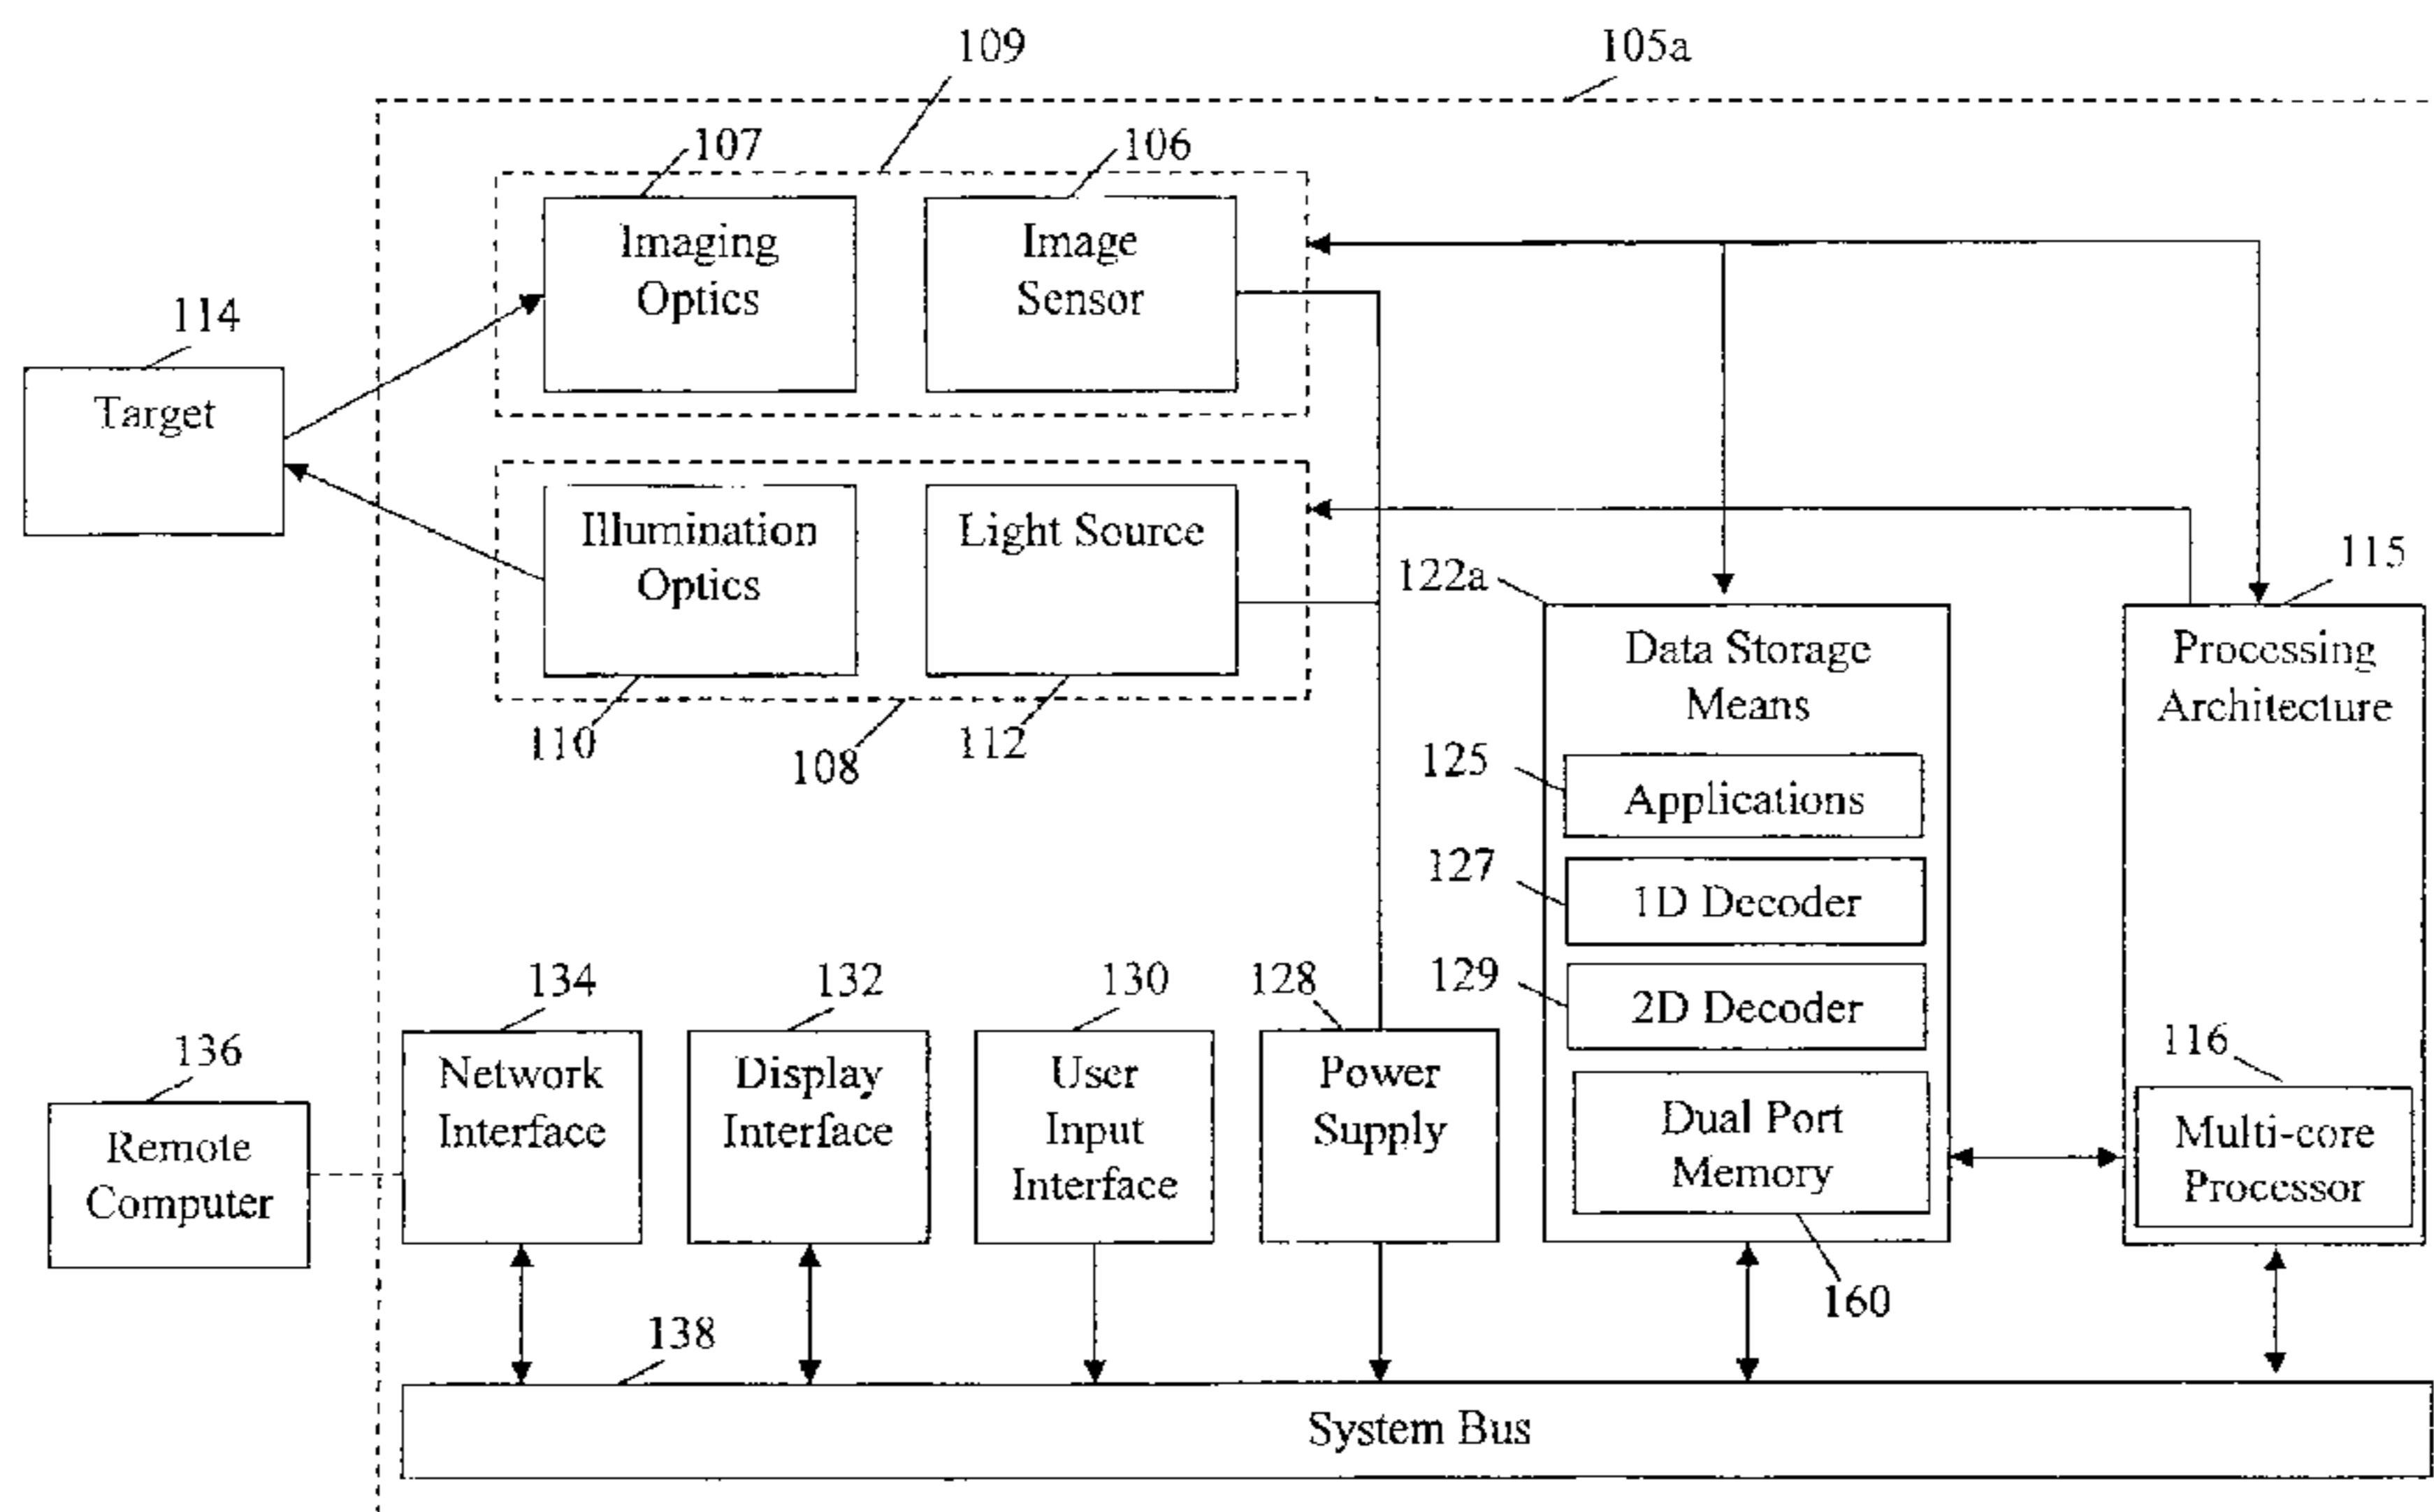 109
105a
107
106
Imaging
Optics
Image
Sensor
114
Target
Illumination
Optics
Light Source
110
108
112
122a
115
Data Storage
Means
Processing
Architecture
125
Applications
127
1D Decoder
129
2D Decoder
134
132
130
128
116
136
Network
Interface
Display
Interface
User
Input
Interface
Power
Supply
Dual Port
Memory
Multi-core
Processor
Remote
Computer
160
138
System Bus